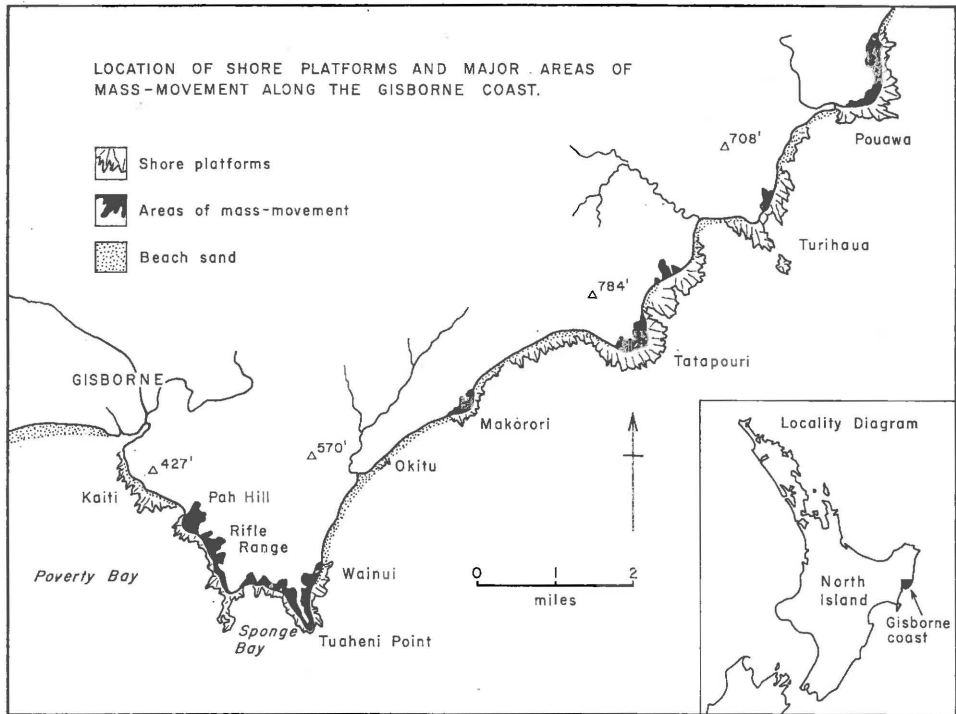 LOCATION OF SHORE PLATFORMS AND MAJOR AREAS OF
MASS-MOVEMENT ALONG THE GISBORNE COAST.
Shore platforms
Areas of mass-movement
Beach sand
708'
Pouawa
Turihaua
784'
Tatapouri
GISBORNE
Makorori
570'
Okitu
427'
Kaiti
Pah Hill
Rifle
Range
Wainui
Poverty Bay
Sponge
Bay
Tuaheni Point
0 1 2
miles
Locality Diagram
North
Island
Gisborne
coast